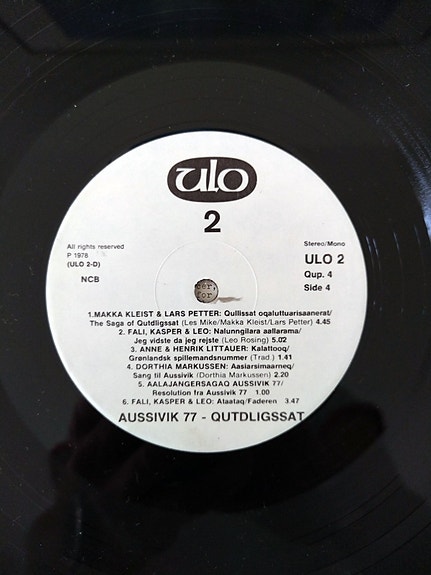 ulo
2
All rights reserved
P 1978
(ULO 2-D)
NCB
Stereo/Mono
ULO 2
Qup. 4
Side 4
1.MAKKA KLEIST & LARS PETTER: Qullissat oqaluttuarisaanerat/
The Saga of Qutdligssat (Les Mike/Makka Kleist/Lars Petter) 4.45
2. FALI, KASPER & LEO: Nalunngilara aallarama/
Jeg vidste da jeg rejste (Leo Rosing) 5.02
3. ANNE & HENRIK LITTAUER: Kalattooq/
Grønlandsk spillemandsnummer (Trad.) 1.41
4. DORTHIA MARKUSSEN: Aasiarsimaarneq/
Sang til Aussivik (Dorthia Markussen) 2.20
5. AALAJANGERSAGAQ AUSSIVIK 77/
Resolution fra Aussivik 77 1.00
6. FALI, KASPER & LEO: Ataataq/Faderen 3.47
AUSSIVIK 77 - QUTDLIGSSAT